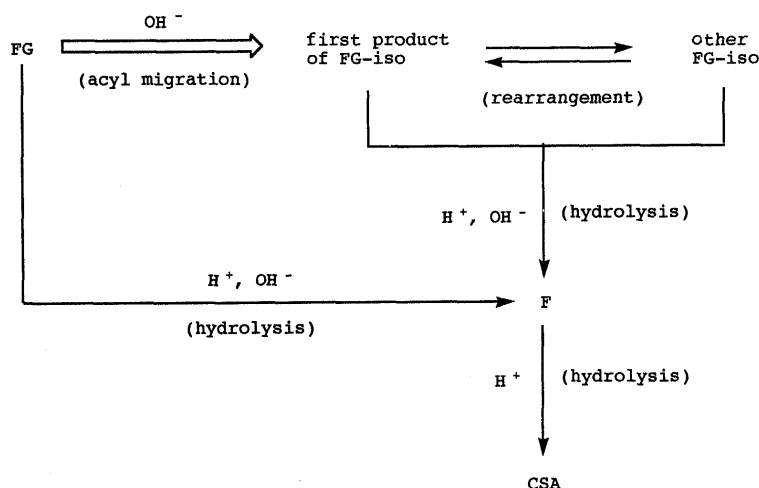 OH⁻
FG
(acyl migration)
first product
of FG-iso
(rearrangement)
other
FG-iso
H⁺, OH⁻
(hydrolysis)
H⁺, OH⁻
(hydrolysis)
F
H⁺
(hydrolysis)
CSA